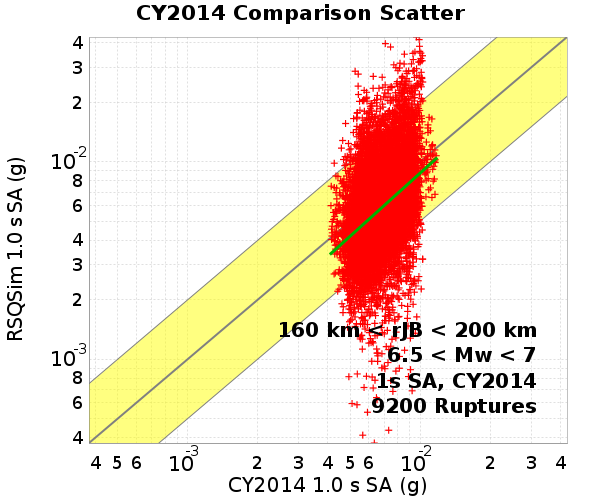 CY2014 Comparison Scatter
RSQSim 1.0 s SA (g)
4
3
2
10-2
8
6
4
3
2
10-3
8
6
4
160 km < rJB < 200 km
6.5 < Mw < 7
1s SA, CY2014
9200 Ruptures
4 5 6 10-3 2 3 4 5 6 10-2 2 3 4
CY2014 1.0 s SA (g)